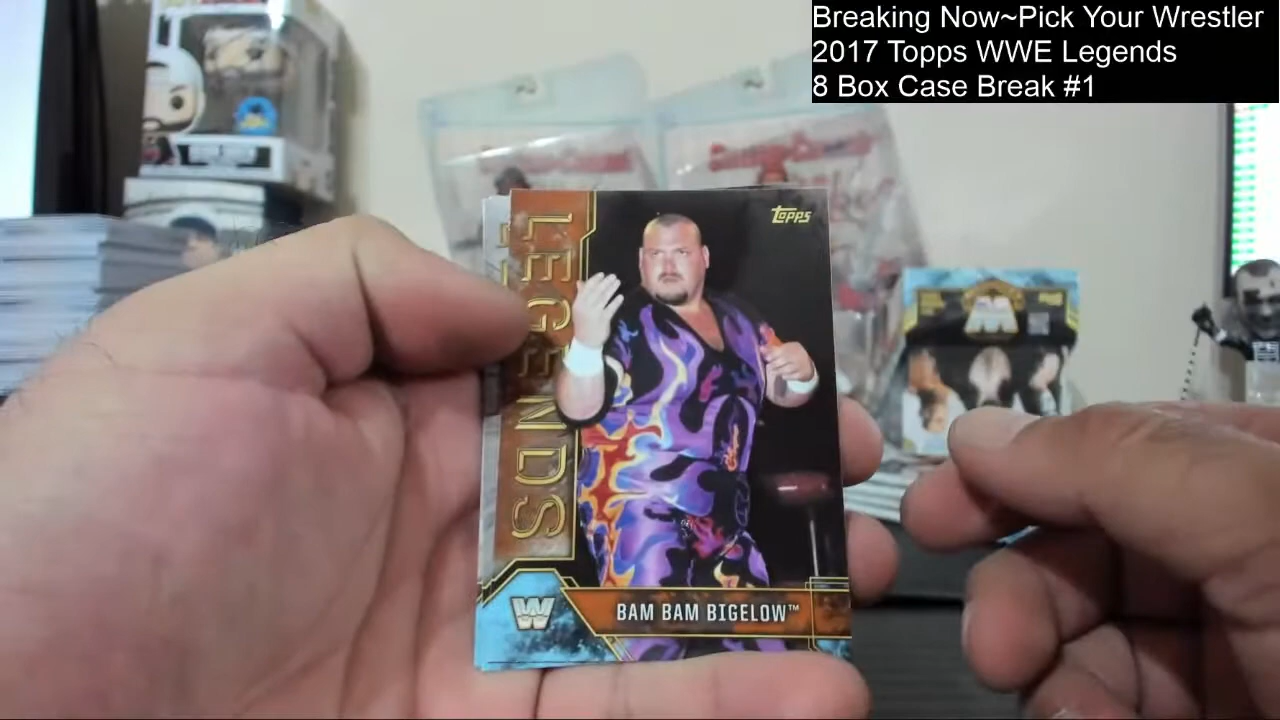 Breaking Now~Pick Your Wrestler
2017 Topps WWE Legends
8 Box Case Break #1
Topps
LEGENDS
W
BAM BAM BIGELOW™